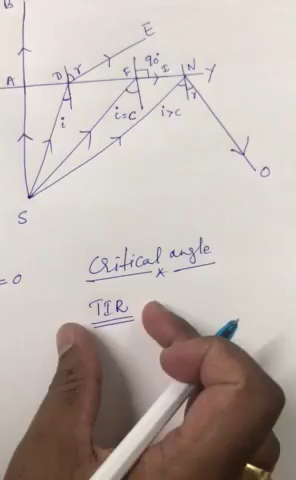 B
E
90°
A D r F I N Y
i i=C i>C r
O
S
= 0
Critical angle
TIR